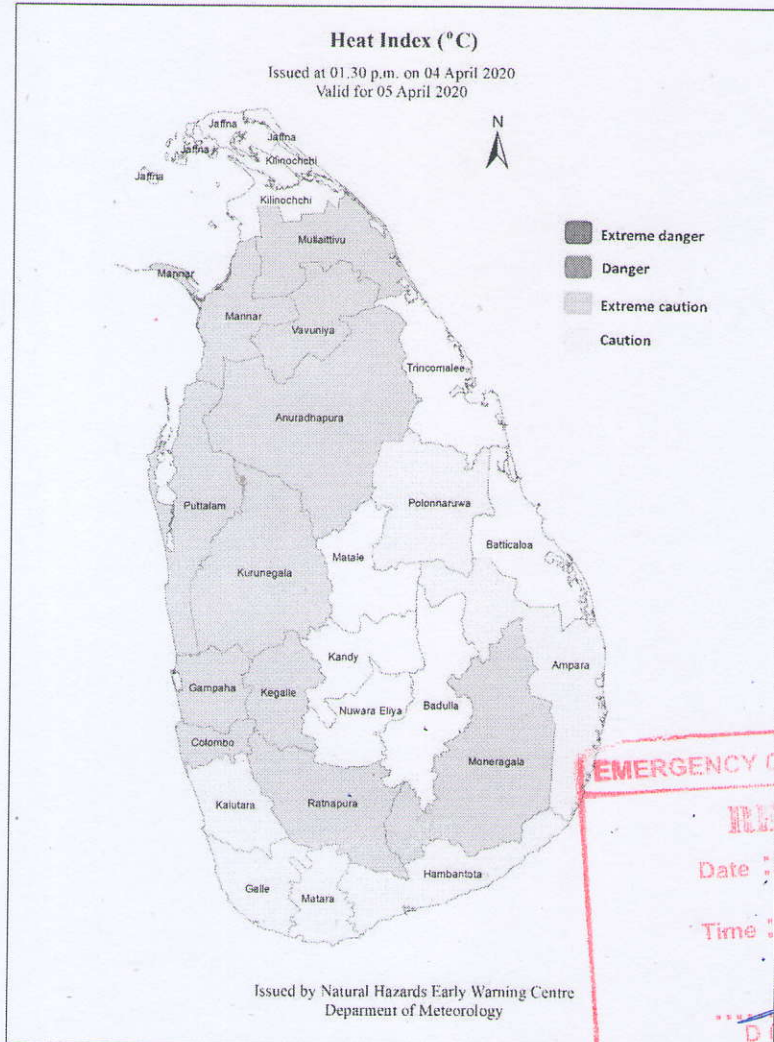 Heat Index (°C)
Issued at 01.30 p.m. on 04 April 2020
Valid for 05 April 2020
N
Jaffna
Jaffna
Jaffna
Kilinochchi
Jaffna
Kilinochchi
Mullaittivu
Extreme danger
Danger
Mannar
Extreme caution
Mannar
Vavuniya
Caution
Trincomalee
Anuradhapura
Puttalam
Polonnaruwa
Batticaloa
Matale
Kurunegala
Kandy
Ampara
Gampaha
Kegalle
Nuwara Eliya
Badulla
Colombo
Moneragala
EMERGENCY
Kalutara
Ratnapura
Date :
Hambantota
Galle
Matara
Time :
Issued by Natural Hazards Early Warning Centre
Deparment of Meteorology